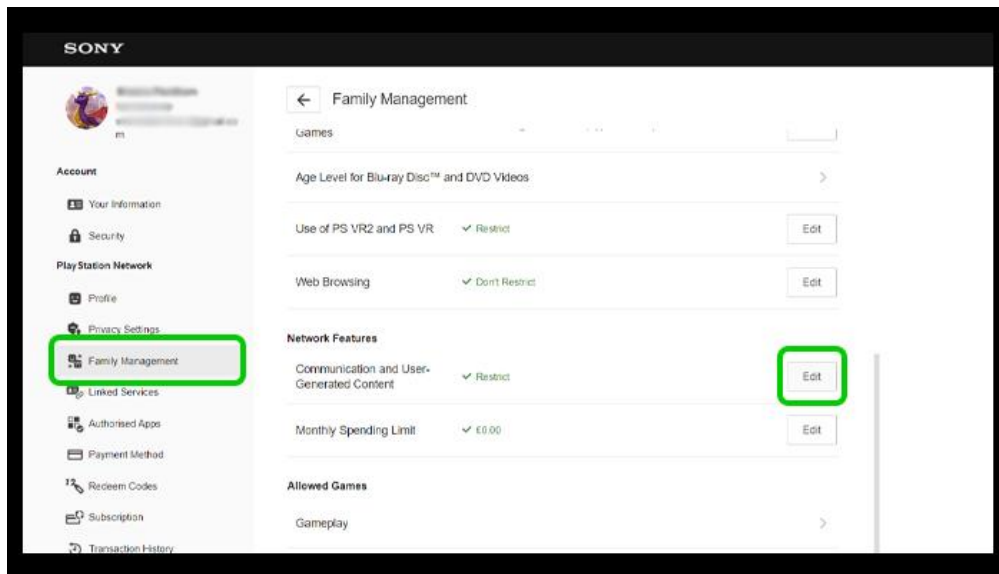 SONY
Family Management
m
Games
Account
Age Level for Blu-ray Disc™ and DVD Videos
Your Information
Security
Use of PS VR2 and PS VR ✓ Restrict Edit
PlayStation Network
Web Browsing ✓ Don't Restrict Edit
Profile
Privacy Settings
Network Features
Family Management
Communication and User-
Generated Content ✓ Restrict Edit
Linked Services
Authorised Apps
Monthly Spending Limit ✓ £0.00 Edit
Payment Method
Redeem Codes
Allowed Games
Subscription
Gameplay
Transaction History